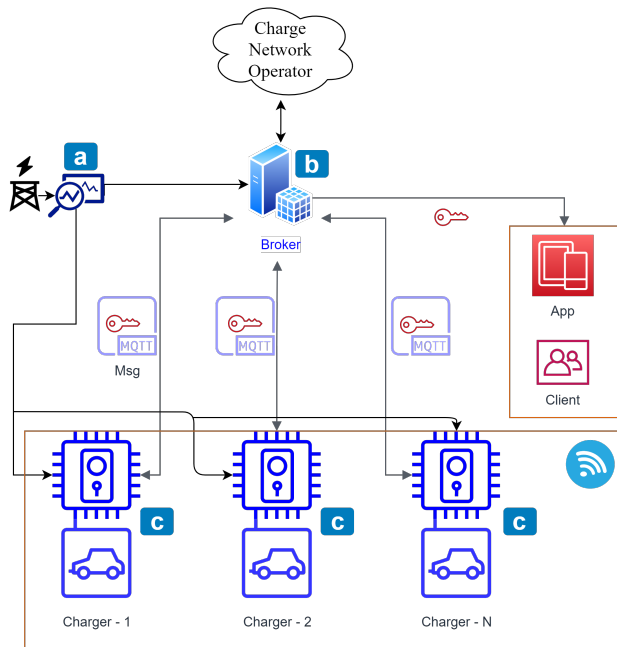 Charge
Network
Operator
a
b
Broker
MQTT
MQTT
MQTT
Msg
App
Client
c
c
c
Charger - 1
Charger - 2
Charger - N